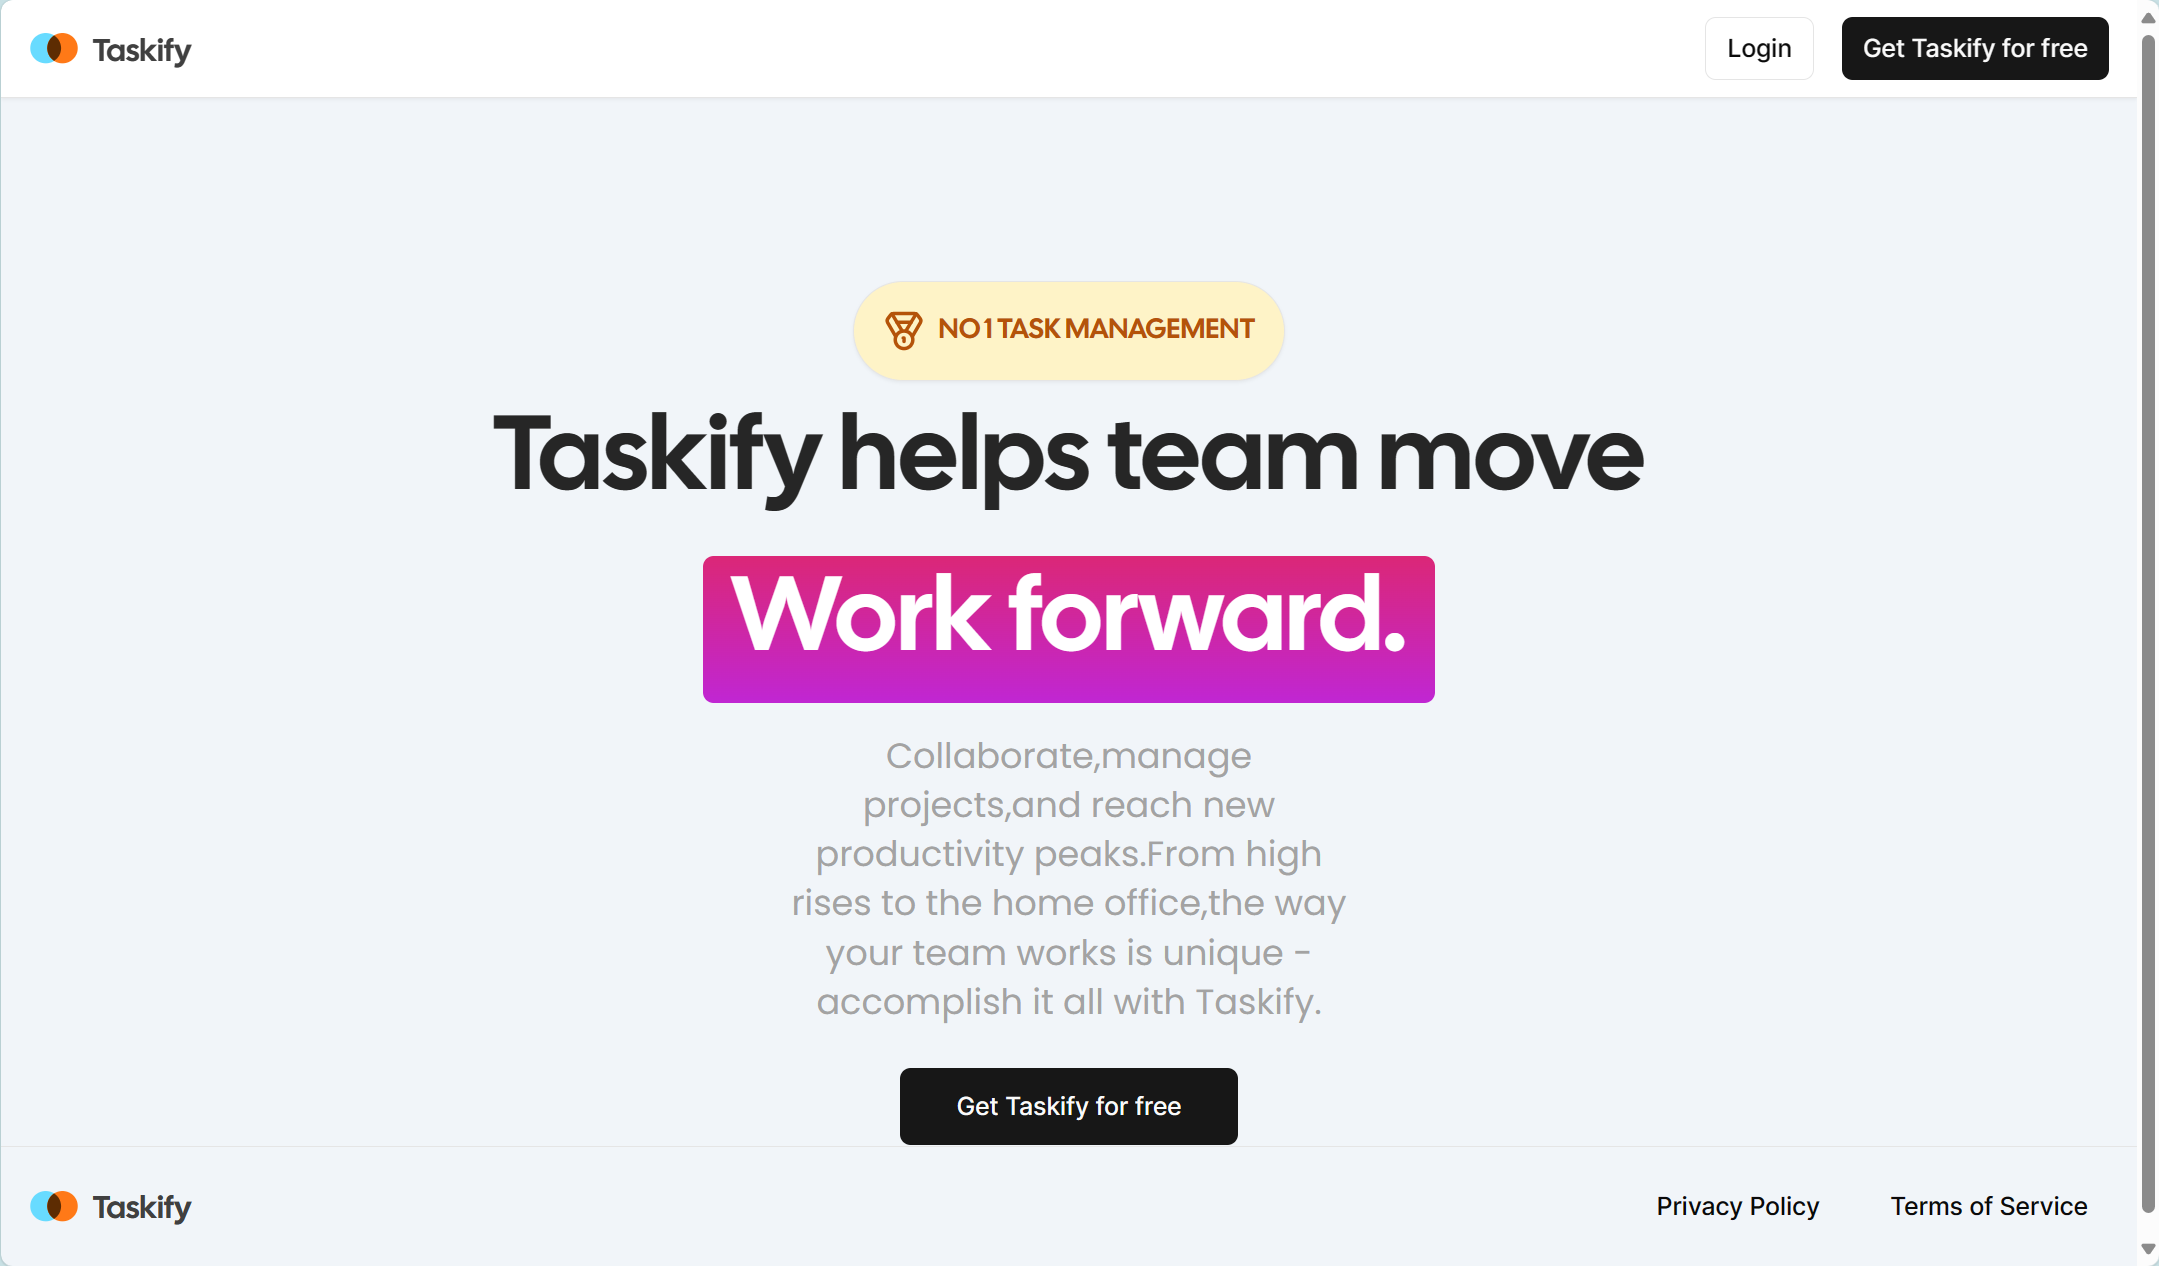 Taskify
Login
Get Taskify for free
NO 1 TASK MANAGEMENT
Taskify helps team move
Work forward.
Collaborate,manage
projects,and reach new
productivity peaks.From high
rises to the home office,the way
your team works is unique -
accomplish it all with Taskify.
Get Taskify for free
Taskify
Privacy Policy
Terms of Service